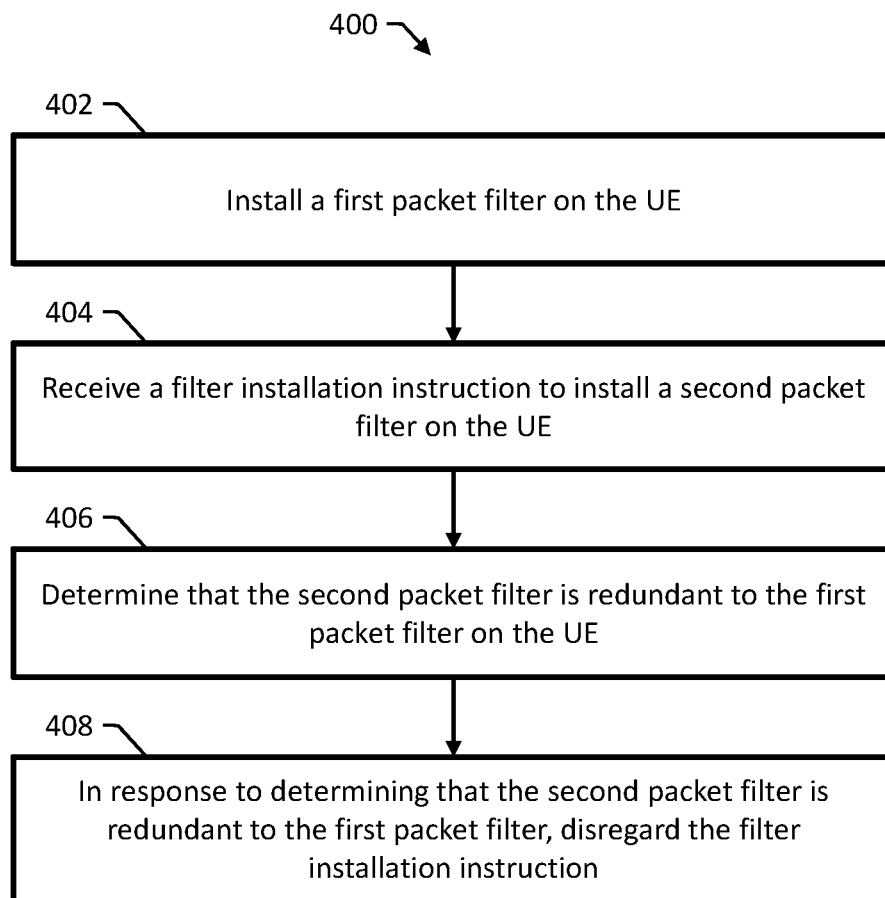 400
402
Install a first packet filter on the UE
404
Receive a filter installation instruction to install a second packet
filter on the UE
406
Determine that the second packet filter is redundant to the first
packet filter on the UE
408
In response to determining that the second packet filter is
redundant to the first packet filter, disregard the filter
installation instruction